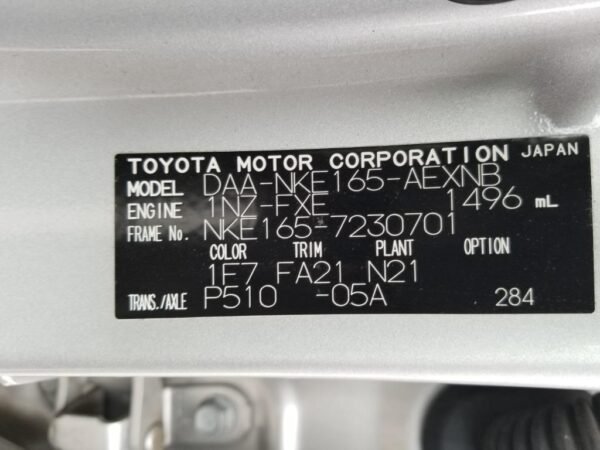 TOYOTA MOTOR CORPORATION JAPAN
MODEL DAA-NKE165-AEXNB
ENGINE 1NZ-FXE 1496 mL
FRAME No. NKE165-7230701
COLOR TRIM PLANT OPTION
1F7 FA21 N21
TRANS./AXLE P510 -05A 284